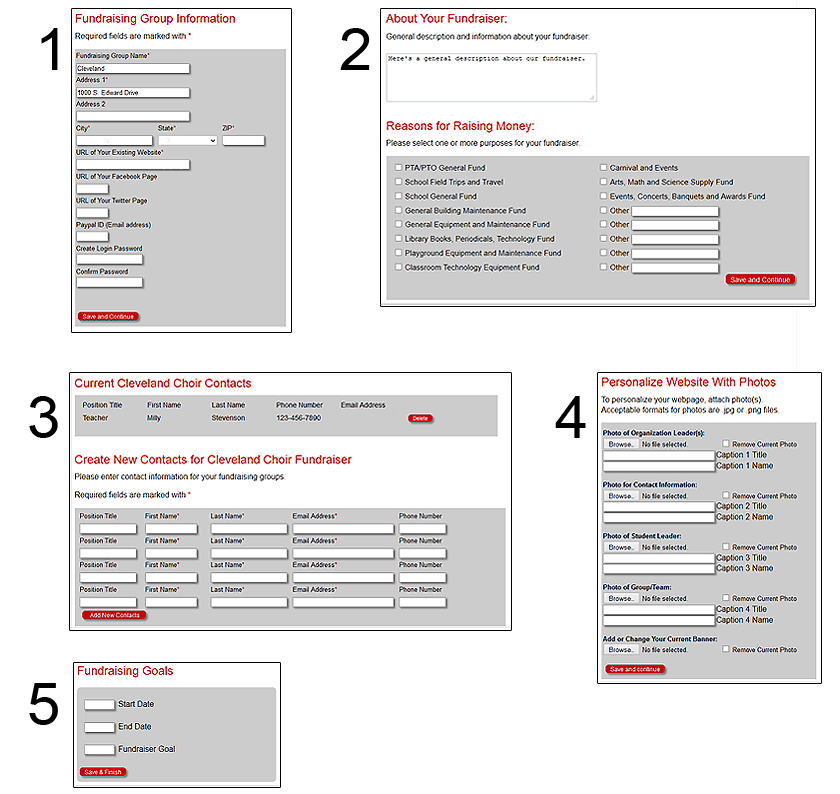 1
Fundraising Group Information
Required fields are marked with *
Fundraising Group Name*
Cleveland
Address 1*
1000 S. Edward Drive
Address 2
City* State* ZIP*
URL of Your Existing Website*
URL of Your Facebook Page
URL of Your Twitter Page
Paypal ID (Email address)
Create Login Password
Confirm Password
Save and Continue
2
About Your Fundraiser:
General description and information about your fundraiser:
Here's a general description about our fundraiser.
Reasons for Raising Money:
Please select one or more purposes for your fundraiser.
PTA/PTO General Fund Carnival and Events
School Field Trips and Travel Arts, Math and Science Supply Fund
School General Fund Events, Concerts, Banquets and Awards Fund
General Building Maintenance Fund Other
General Equipment and Maintenance Fund Other
Library Books, Periodicals, Technology Fund Other
Playground Equipment and Maintenance Fund Other
Classroom Technology Equipment Fund Other
Save and Continue
3
Current Cleveland Choir Contacts
Position Title First Name Last Name Phone Number Email Address
Teacher Milly Stevenson 123-456-7890 Delete
Create New Contacts for Cleveland Choir Fundraiser
Please enter contact information for your fundraising groups.
Required fields are marked with *
Position Title First Name* Last Name* Email Address* Phone Number
Position Title First Name* Last Name* Email Address* Phone Number
Position Title First Name* Last Name* Email Address* Phone Number
Position Title First Name* Last Name* Email Address* Phone Number
Add New Contacts
4
Personalize Website With Photos
To personalize your webpage, attach photo(s).
Acceptable formats for photos are .jpg or .png files.
Photo of Organization Leader(s):
Browse.. No file selected. Remove Current Photo
Caption 1 Title
Caption 1 Name
Photo for Contact Information:
Browse.. No file selected. Remove Current Photo
Caption 2 Title
Caption 2 Name
Photo of Student Leader:
Browse.. No file selected. Remove Current Photo
Caption 3 Title
Caption 3 Name
Photo of Group/Team:
Browse.. No file selected. Remove Current Photo
Caption 4 Title
Caption 4 Name
Add or Change Your Current Banner:
Browse.. No file selected. Remove Current Photo
Save and continue
5
Fundraising Goals
Start Date
End Date
Fundraiser Goal
Save & Finish